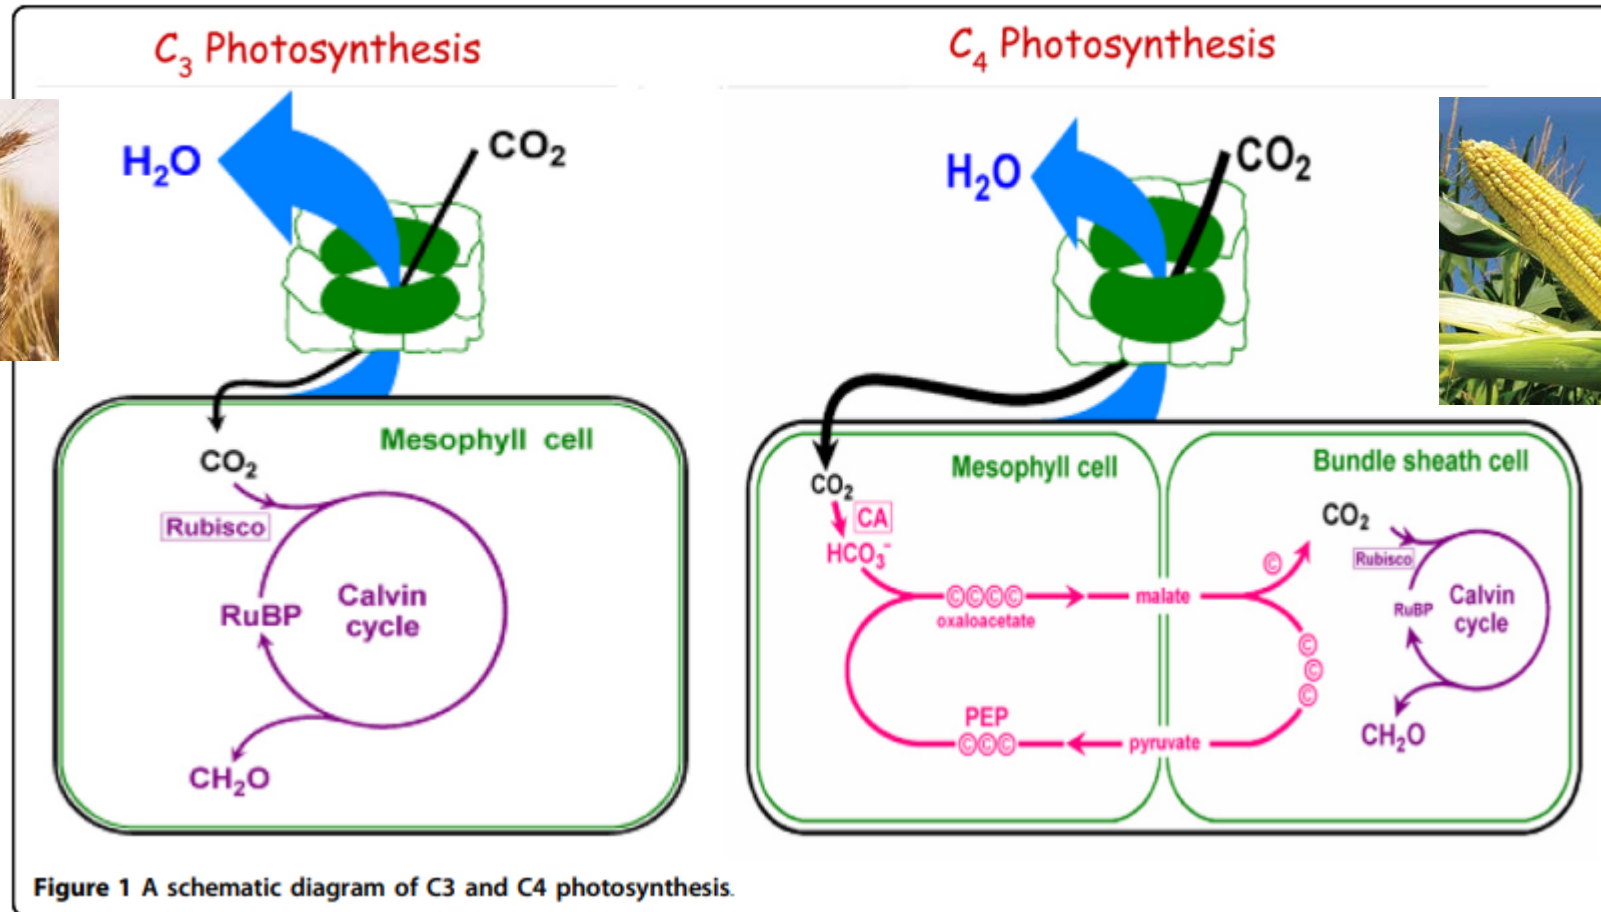 C₃ Photosynthesis
H₂O
CO₂
Mesophyll cell
CO₂
Rubisco
RuBP
Calvin
cycle
CH₂O
C₄ Photosynthesis
H₂O
CO₂
Mesophyll cell
CO₂
CA
HCO₃⁻
©©©©
oxaloacetate
malate
PEP
©©©
pyruvate
Bundle sheath cell
©
©
©
©
CO₂
Rubisco
RuBP
Calvin
cycle
CH₂O
Figure 1 A schematic diagram of C3 and C4 photosynthesis.